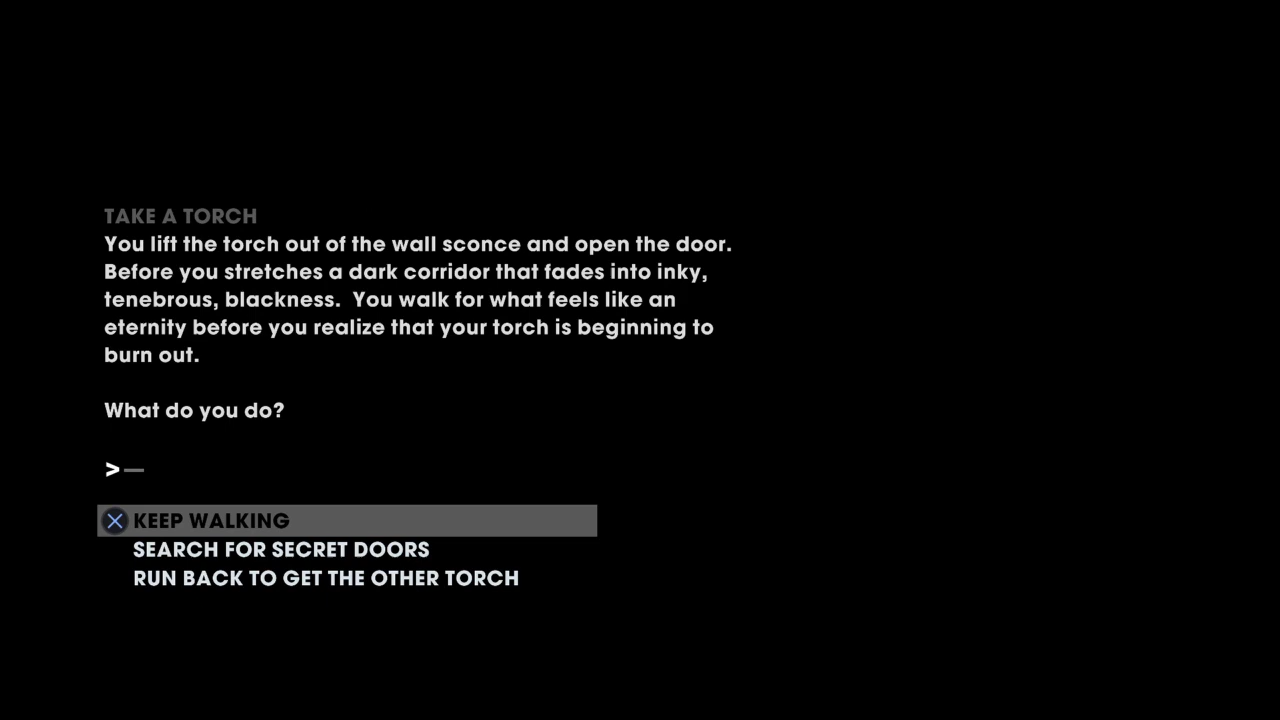 TAKE A TORCH
You lift the torch out of the wall sconce and open the door.
Before you stretches a dark corridor that fades into inky,
tenebrous, blackness.  You walk for what feels like an
eternity before you realize that your torch is beginning to
burn out.
What do you do?
>—
KEEP WALKING
SEARCH FOR SECRET DOORS
RUN BACK TO GET THE OTHER TORCH